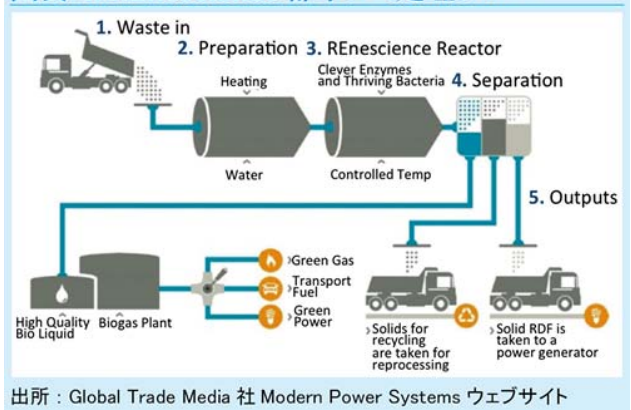 1. Waste in
2. Preparation
3. REnescience Reactor
Heating
Clever Enzymes
and Thriving Bacteria
4. Separation
Water
Controlled Temp
5. Outputs
›Green Gas
›Transport
Fuel
›Green
Power
High Quality
Bio Liquid
Biogas Plant
›Solids for
recycling
are taken for
reprocessing
›Solid RDF is
taken to a
power generator
出所：Global Trade Media 社 Modern Power Systems ウェブサイト